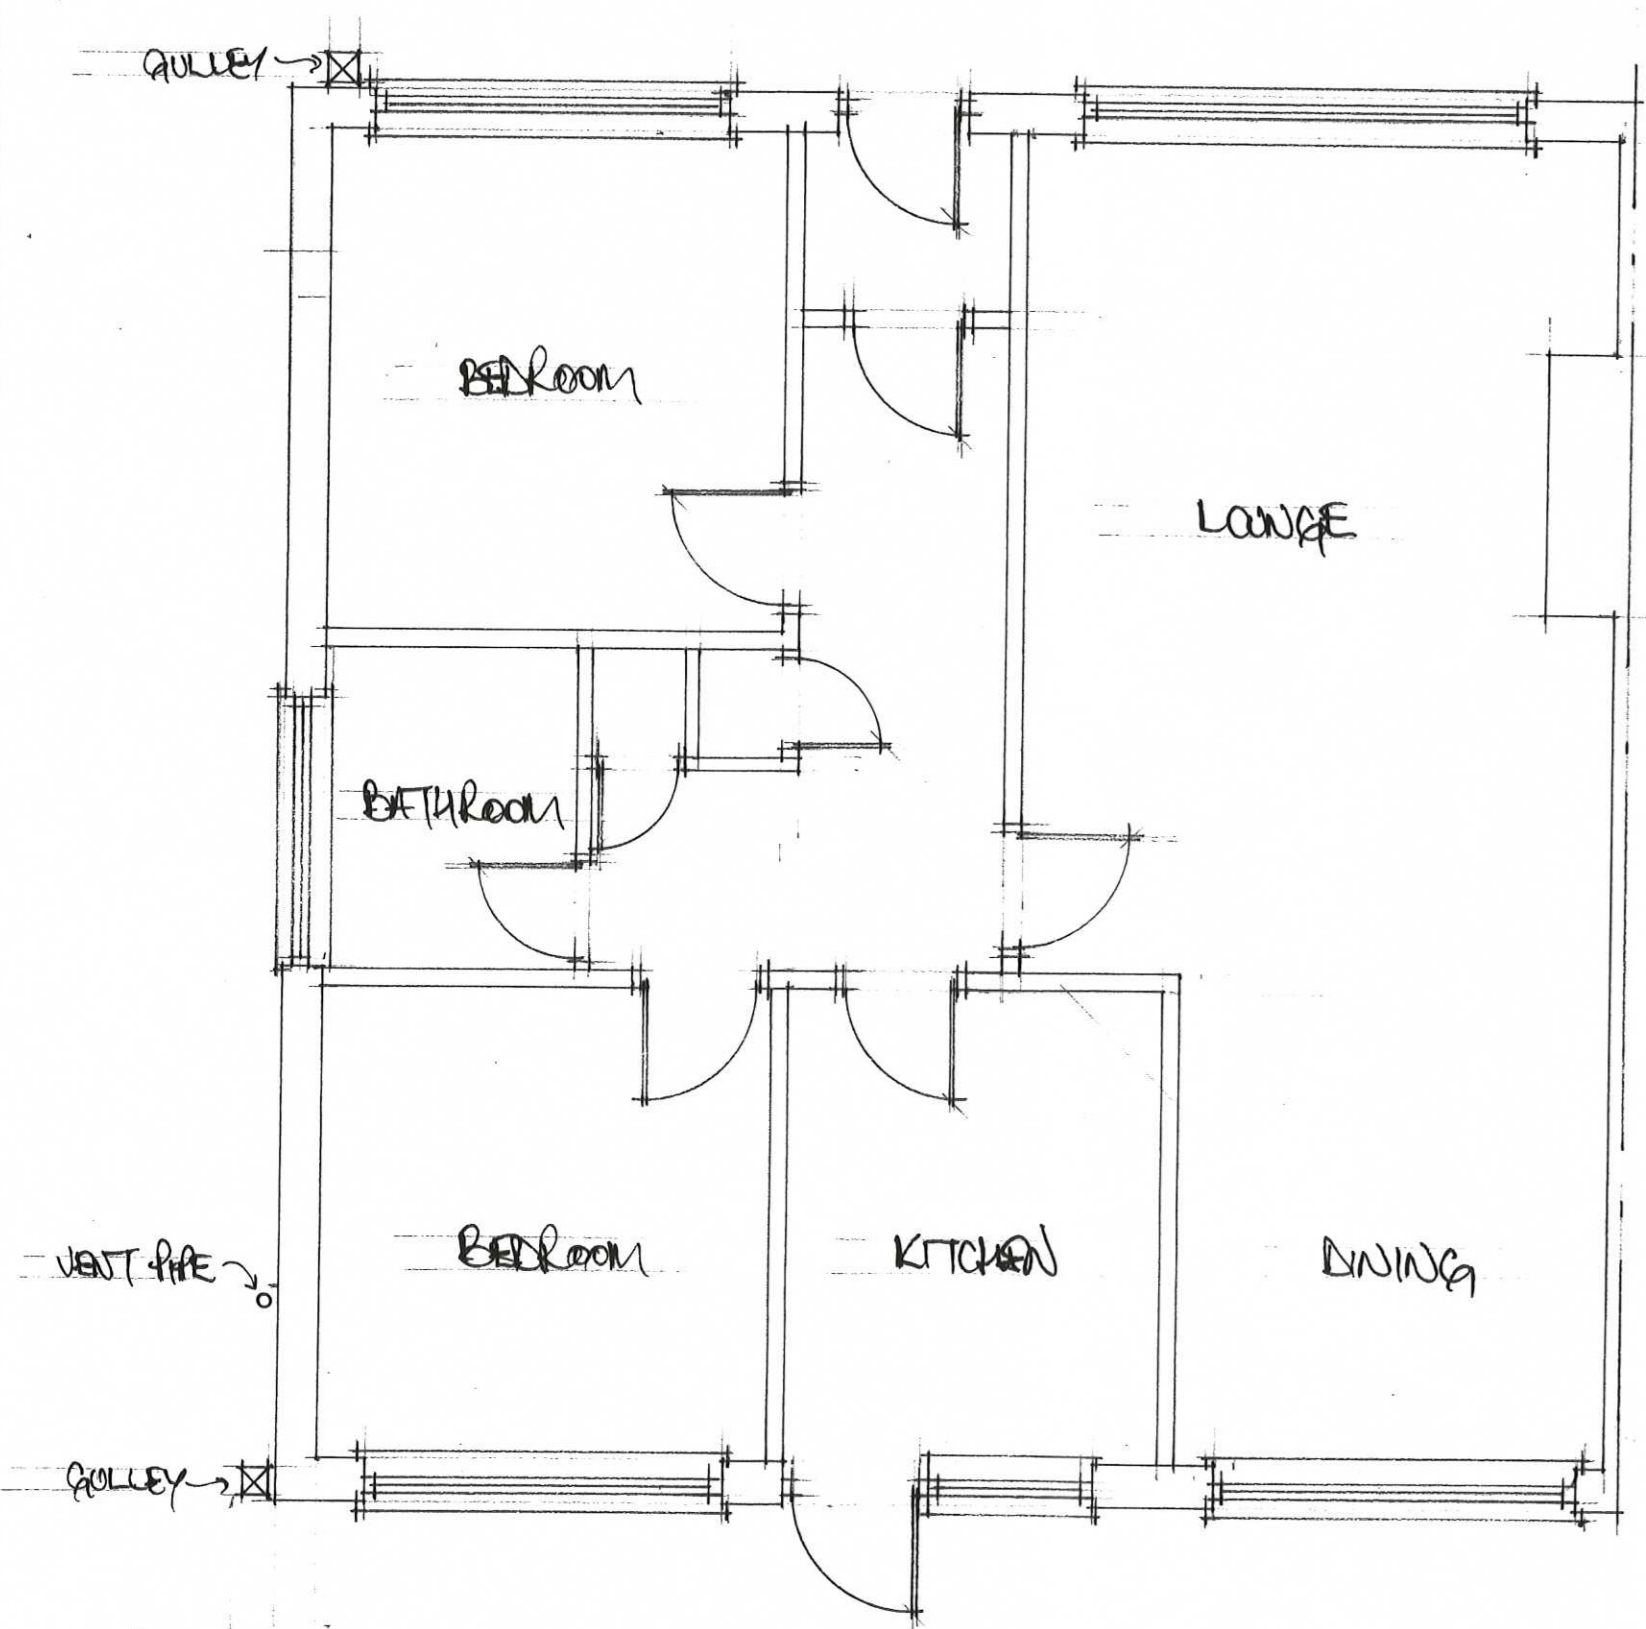 GULLEY
BEDROOM
LOUNGE
BATHROOM
BEDROOM
KITCHEN
DINING
VENT PIPE
GULLEY